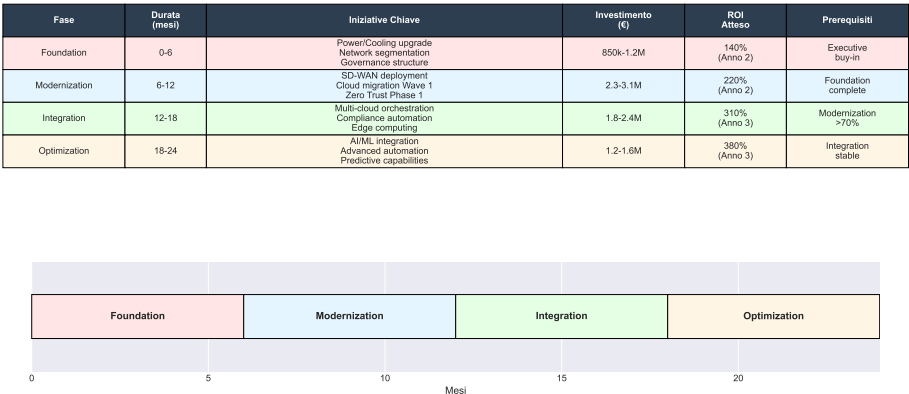 Fase Durata (mesi) Iniziative Chiave Investimento (€) ROI Atteso Prerequisiti
Foundation 0-6 Power/Cooling upgrade Network segmentation Governance structure 850k-1.2M 140% (Anno 2) Executive buy-in
Modernization 6-12 SD-WAN deployment Cloud migration Wave 1 Zero Trust Phase 1 2.3-3.1M 220% (Anno 2) Foundation complete
Integration 12-18 Multi-cloud orchestration Compliance automation Edge computing 1.8-2.4M 310% (Anno 3) Modernization >70%
Optimization 18-24 AI/ML integration Advanced automation Predictive capabilities 1.2-1.6M 380% (Anno 3) Integration stable
Foundation Modernization Integration Optimization
0 5 10 15 20
Mesi